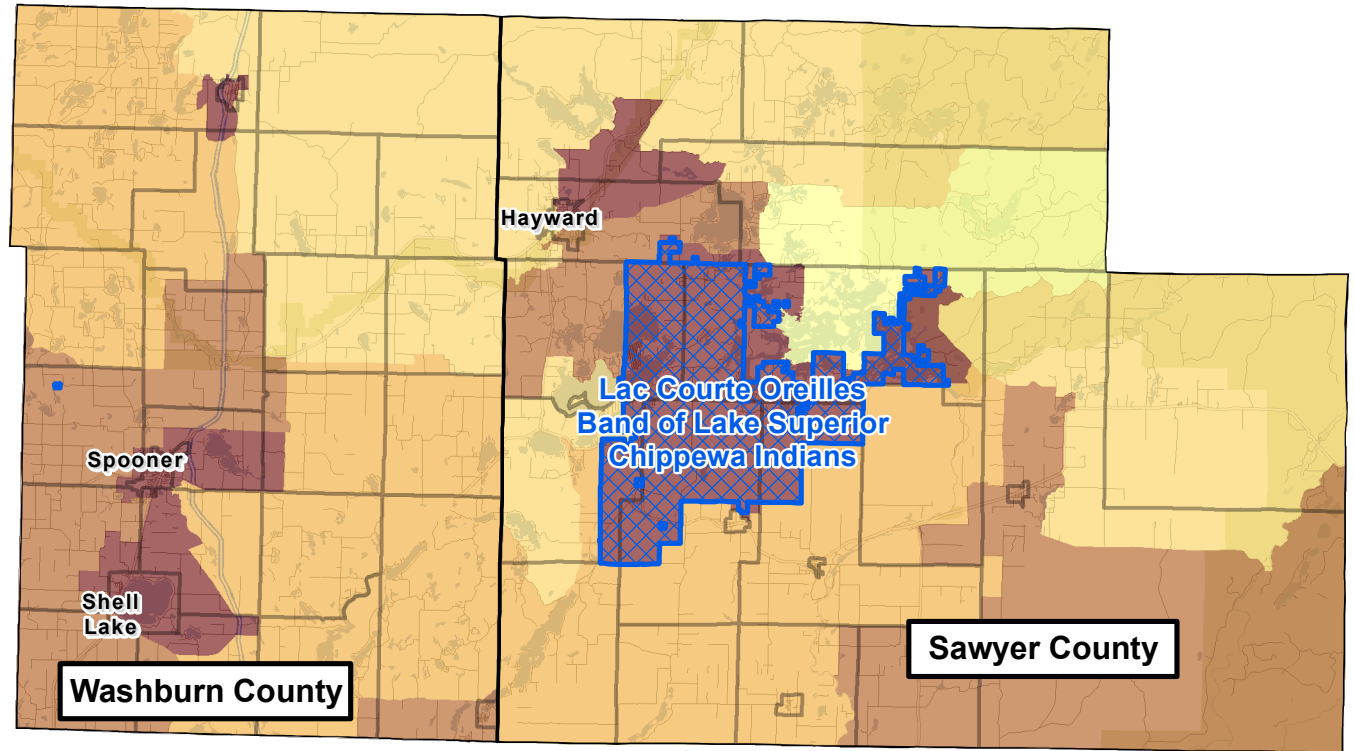 Hayward
Lac Courte Oreilles
Band of Lake Superior
Chippewa Indians
Spooner
Shell
Lake
Sawyer County
Washburn County